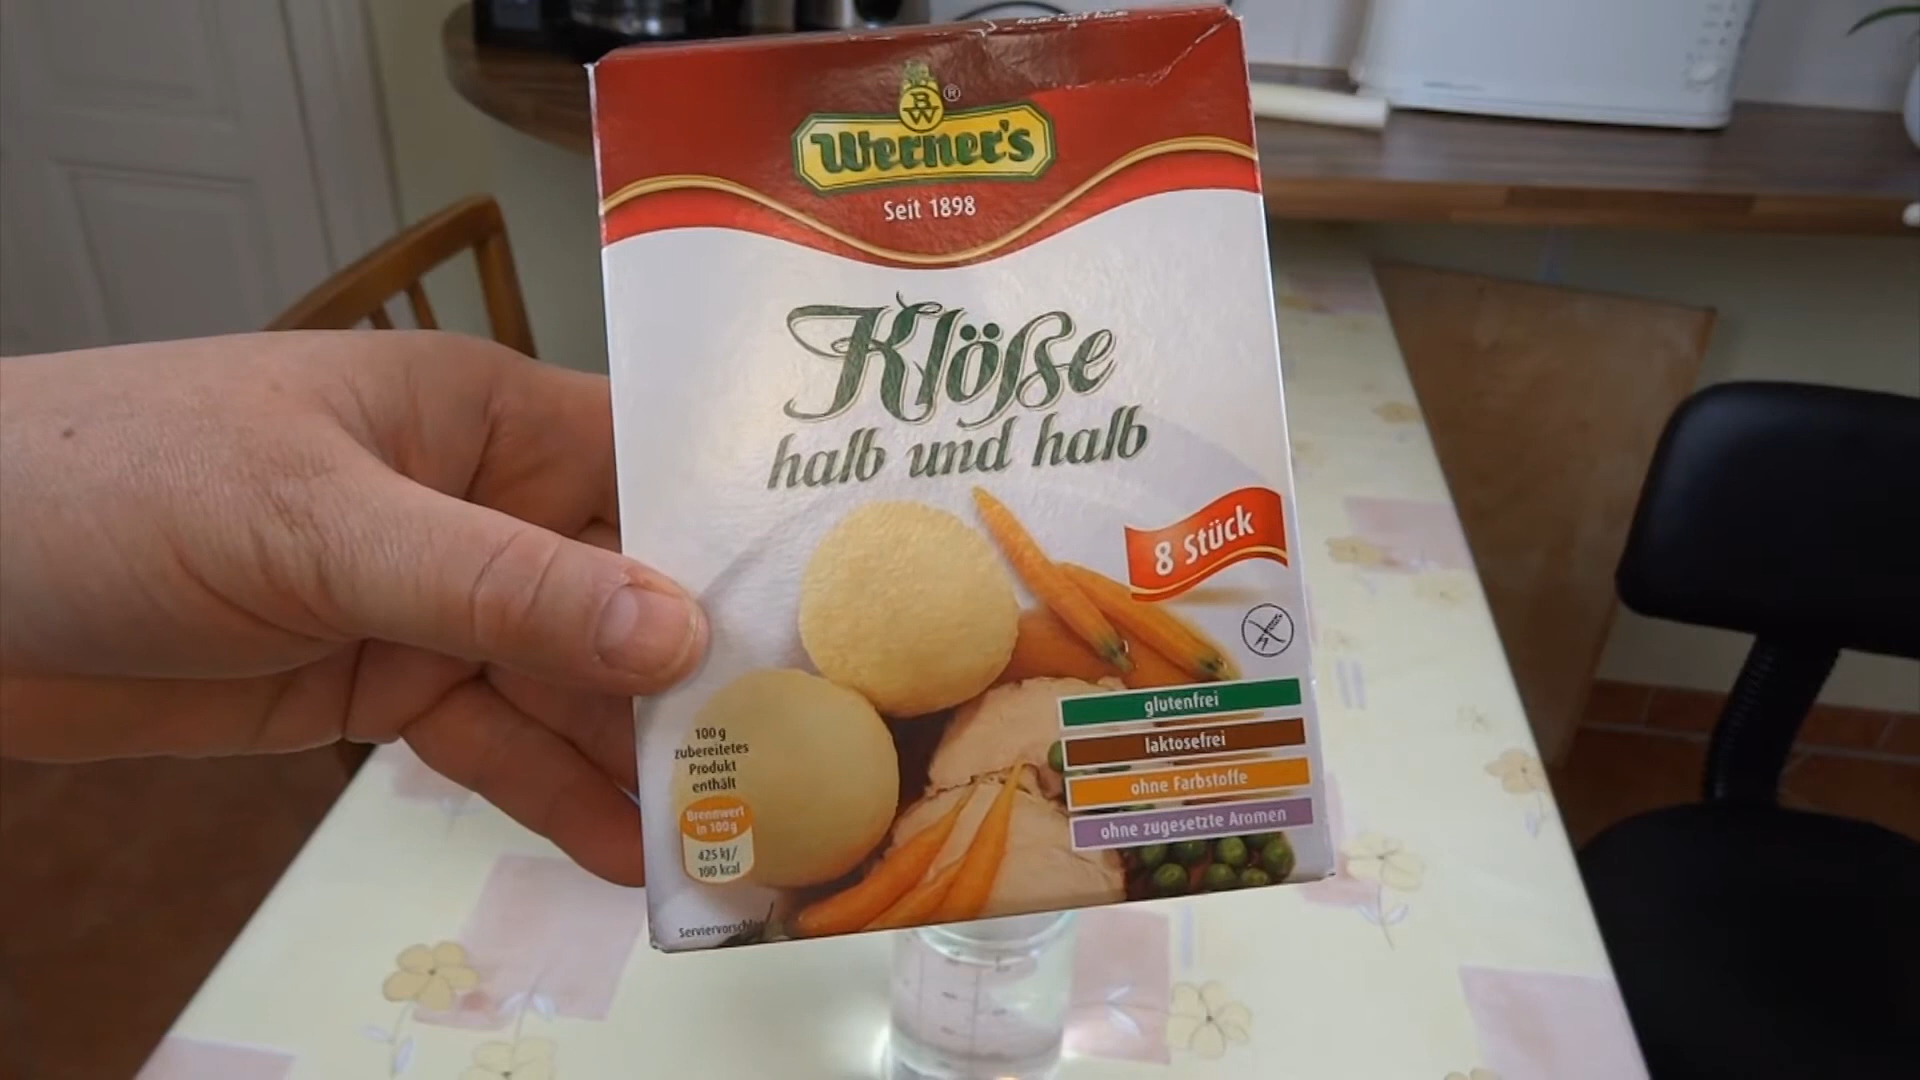 BW ®
Werner's
Seit 1898
Klöße
halb und halb
8 Stück
glutenfrei
laktosefrei
ohne Farbstoffe
ohne zugesetzte Aromen
100 g
zubereitetes
Produkt
enthält
Brennwert
in 100g
425 kJ/
100 kcal